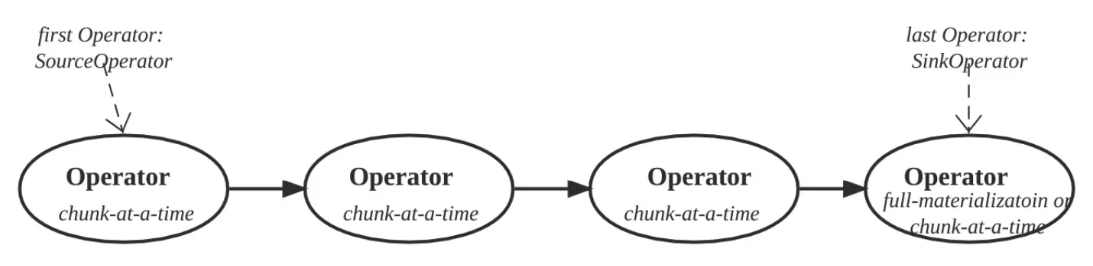 first Operator:
SourceOperator
last Operator:
SinkOperator
Operator
chunk-at-a-time
Operator
chunk-at-a-time
Operator
chunk-at-a-time
Operator
full-materializatoin or
chunk-at-a-time